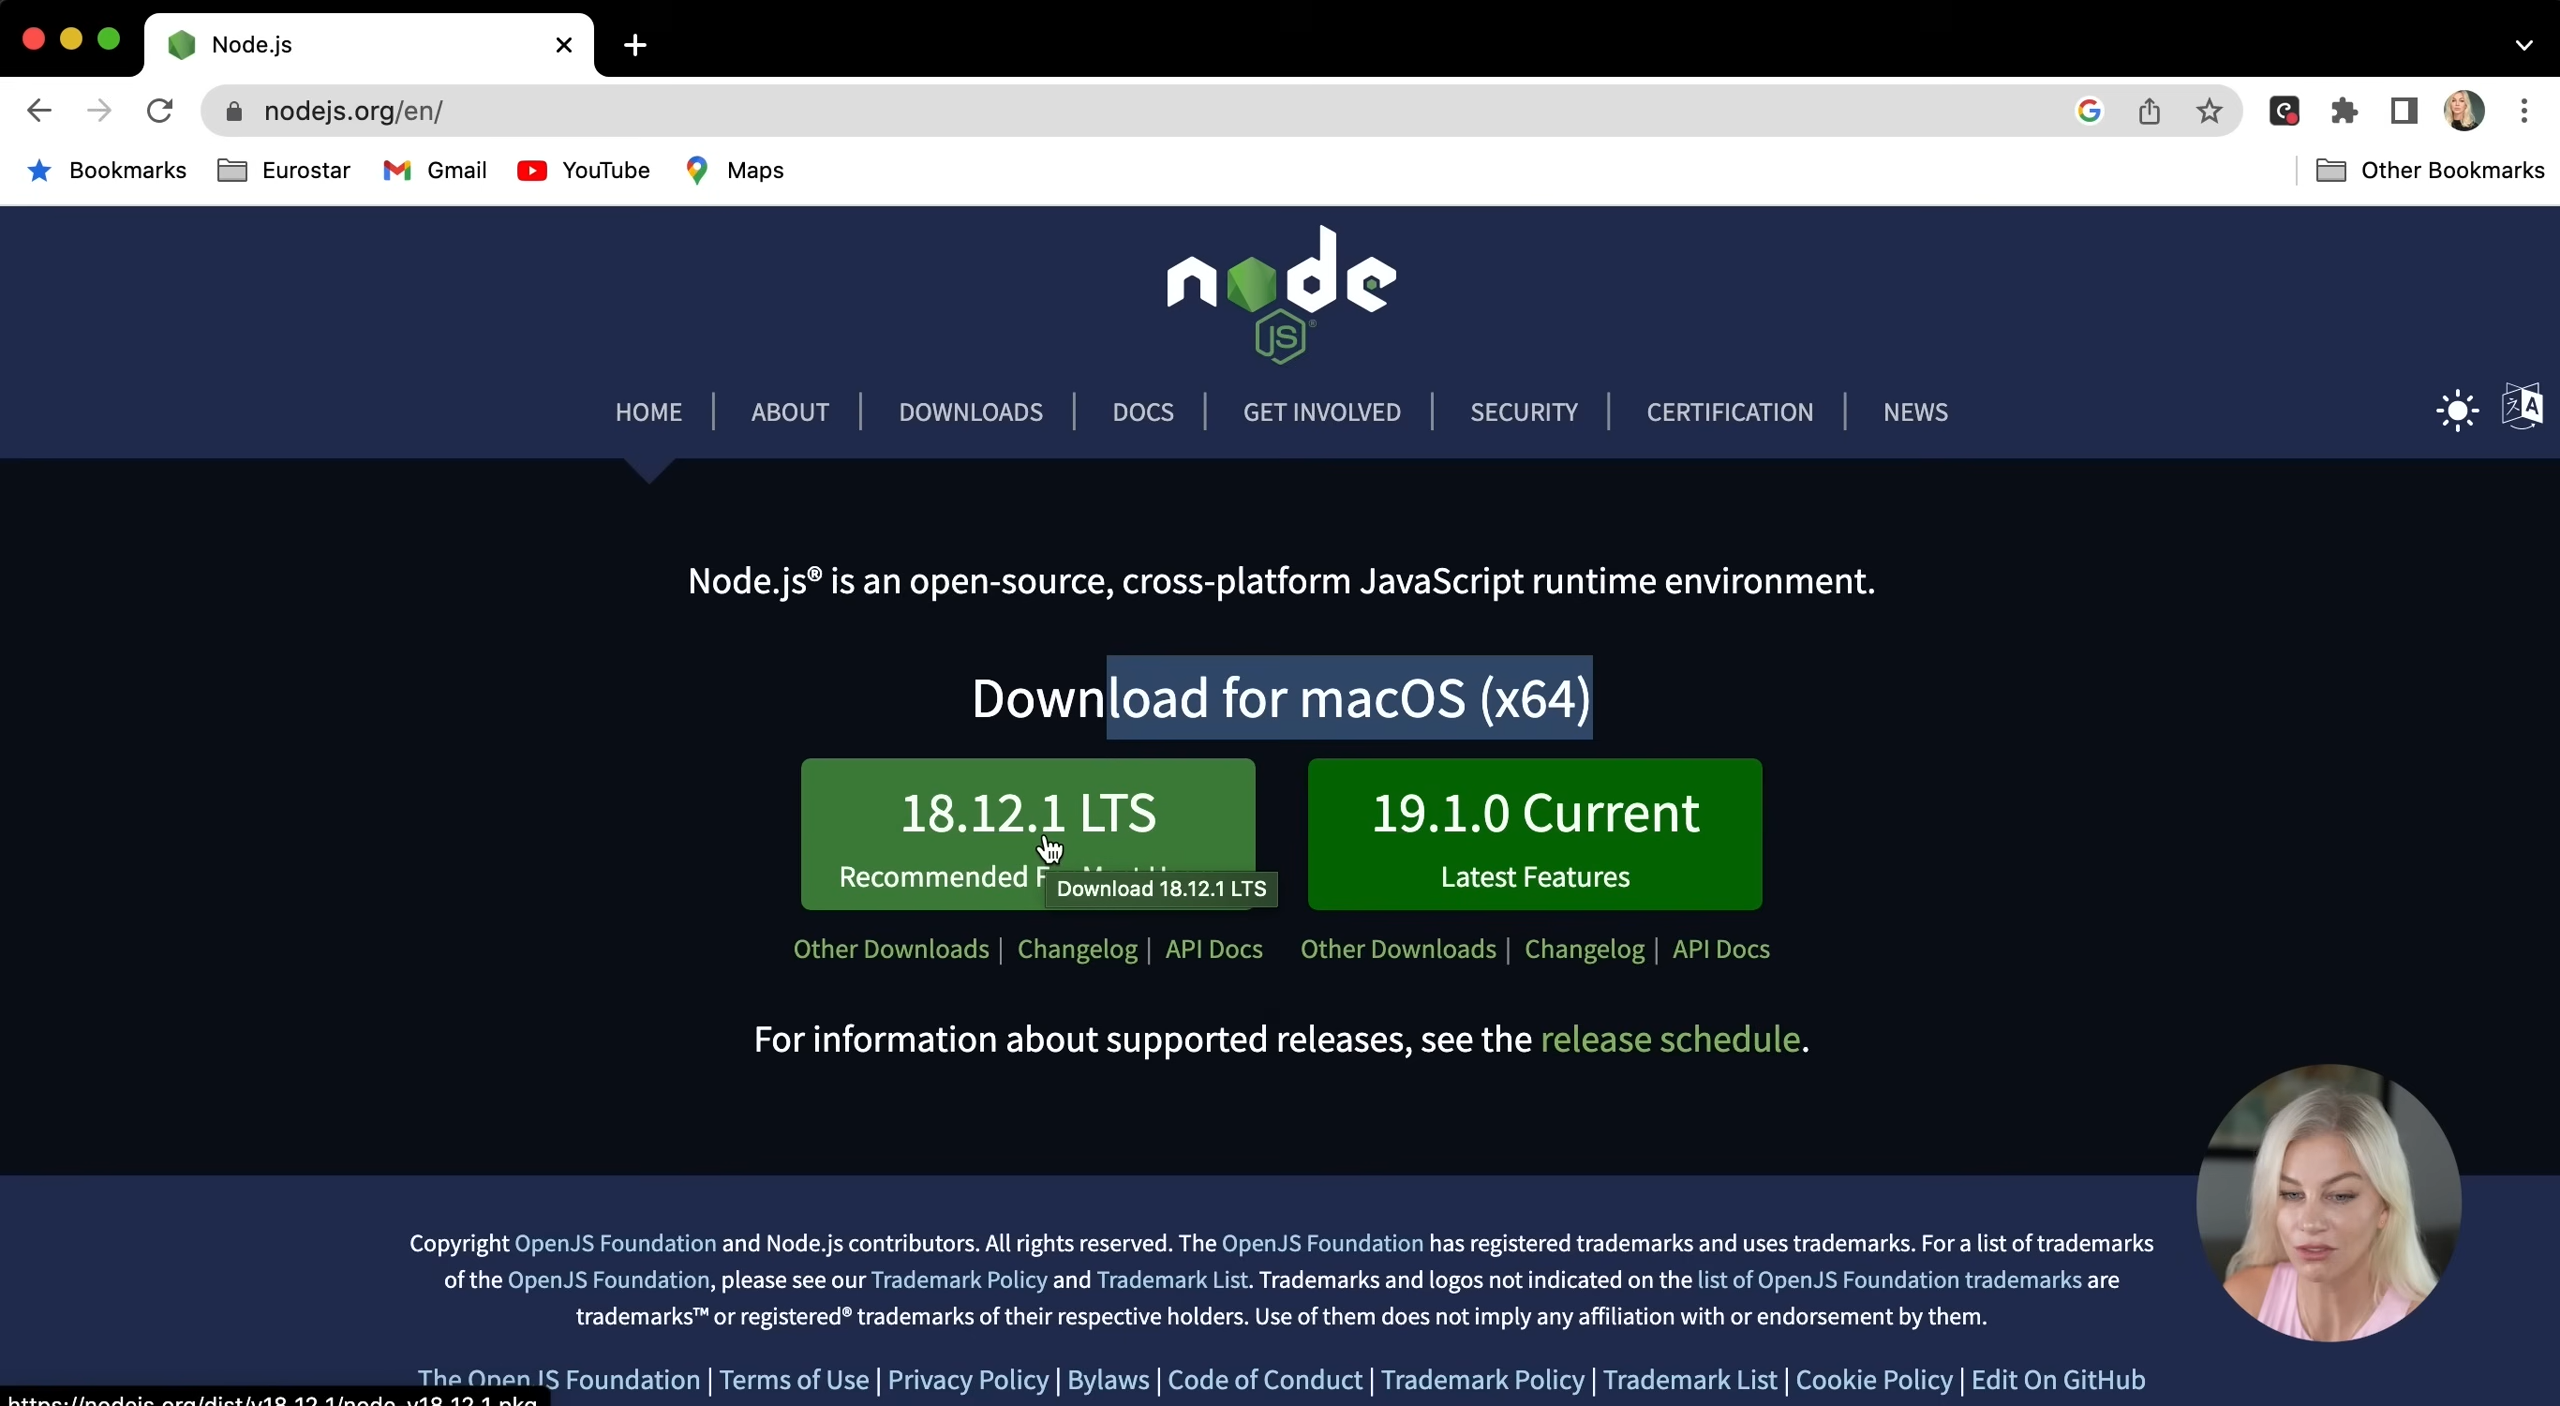 Node.js
nodejs.org/en/
Bookmarks Eurostar Gmail YouTube Maps Other Bookmarks
node
JS®
HOME | ABOUT | DOWNLOADS | DOCS | GET INVOLVED | SECURITY | CERTIFICATION | NEWS
Node.js® is an open-source, cross-platform JavaScript runtime environment.
Download for macOS (x64)
18.12.1 LTS
Recommended
Download 18.12.1 LTS
19.1.0 Current
Latest Features
Other Downloads | Changelog | API Docs
Other Downloads | Changelog | API Docs
For information about supported releases, see the release schedule.
Copyright OpenJS Foundation and Node.js contributors. All rights reserved. The OpenJS Foundation has registered trademarks and uses trademarks. For a list of trademarks
of the OpenJS Foundation, please see our Trademark Policy and Trademark List. Trademarks and logos not indicated on the list of OpenJS Foundation trademarks are
trademarks™ or registered® trademarks of their respective holders. Use of them does not imply any affiliation with or endorsement by them.
The OpenJS Foundation | Terms of Use | Privacy Policy | Bylaws | Code of Conduct | Trademark Policy | Trademark List | Cookie Policy | Edit On GitHub
https://nodejs.org/dist/v18.12.1/node-v18.12.1.pkg